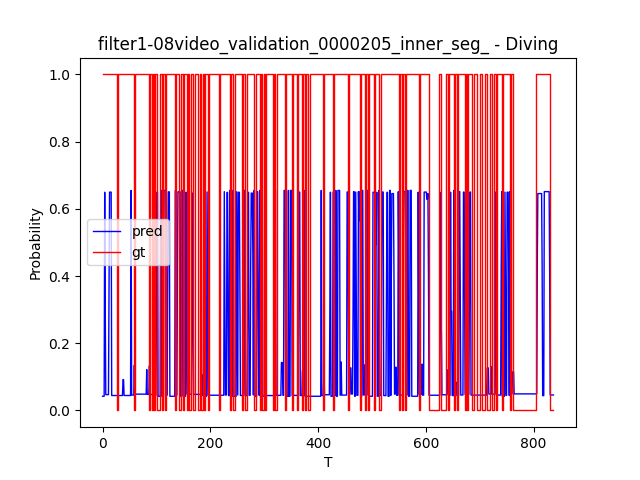 filter1-08video_validation_0000205_inner_seg_ - Diving
1.0
0.8
0.6
0.4
0.2
0.0
Probability
pred
gt
0
200
400
600
800
T